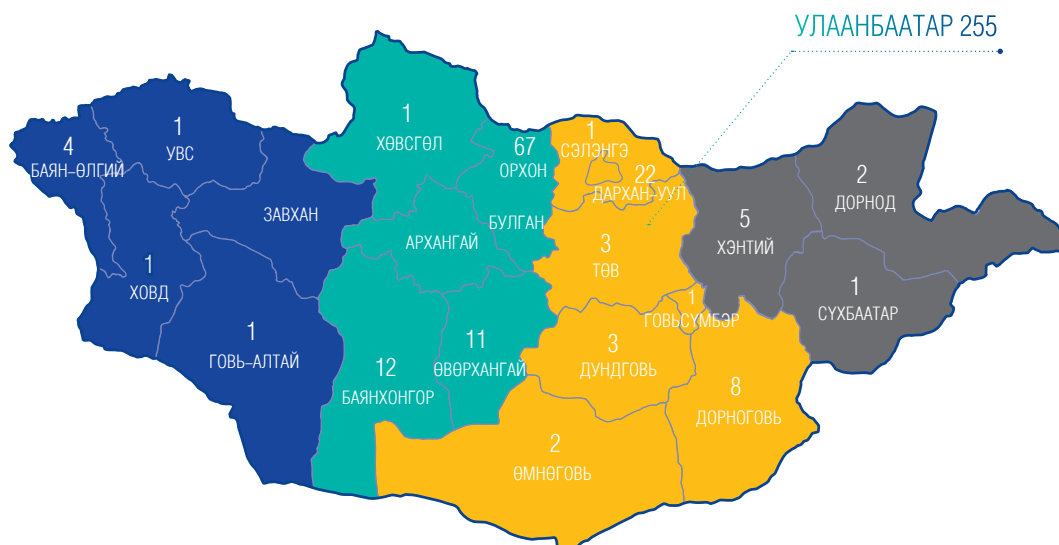 УЛААНБААТАР 255
4
БАЯН-ӨЛГИЙ
1
УВС
ЗАВХАН
1
ХОВД
1
ГОВЬ-АЛТАЙ
1
ХӨВСГӨЛ
67
ОРХОН
БУЛГАН
АРХАНГАЙ
12
БАЯНХОНГОР
11
ӨВӨРХАНГАЙ
1
СЭЛЭНГЭ
22
ДАРХАН-УУЛ
3
ТӨВ
1
ГОВЬСҮМБЭР
3
ДУНДГОВЬ
8
ДОРНОГОВЬ
2
ӨМНӨГОВЬ
5
ХЭНТИЙ
2
ДОРНОД
1
СҮХБААТАР